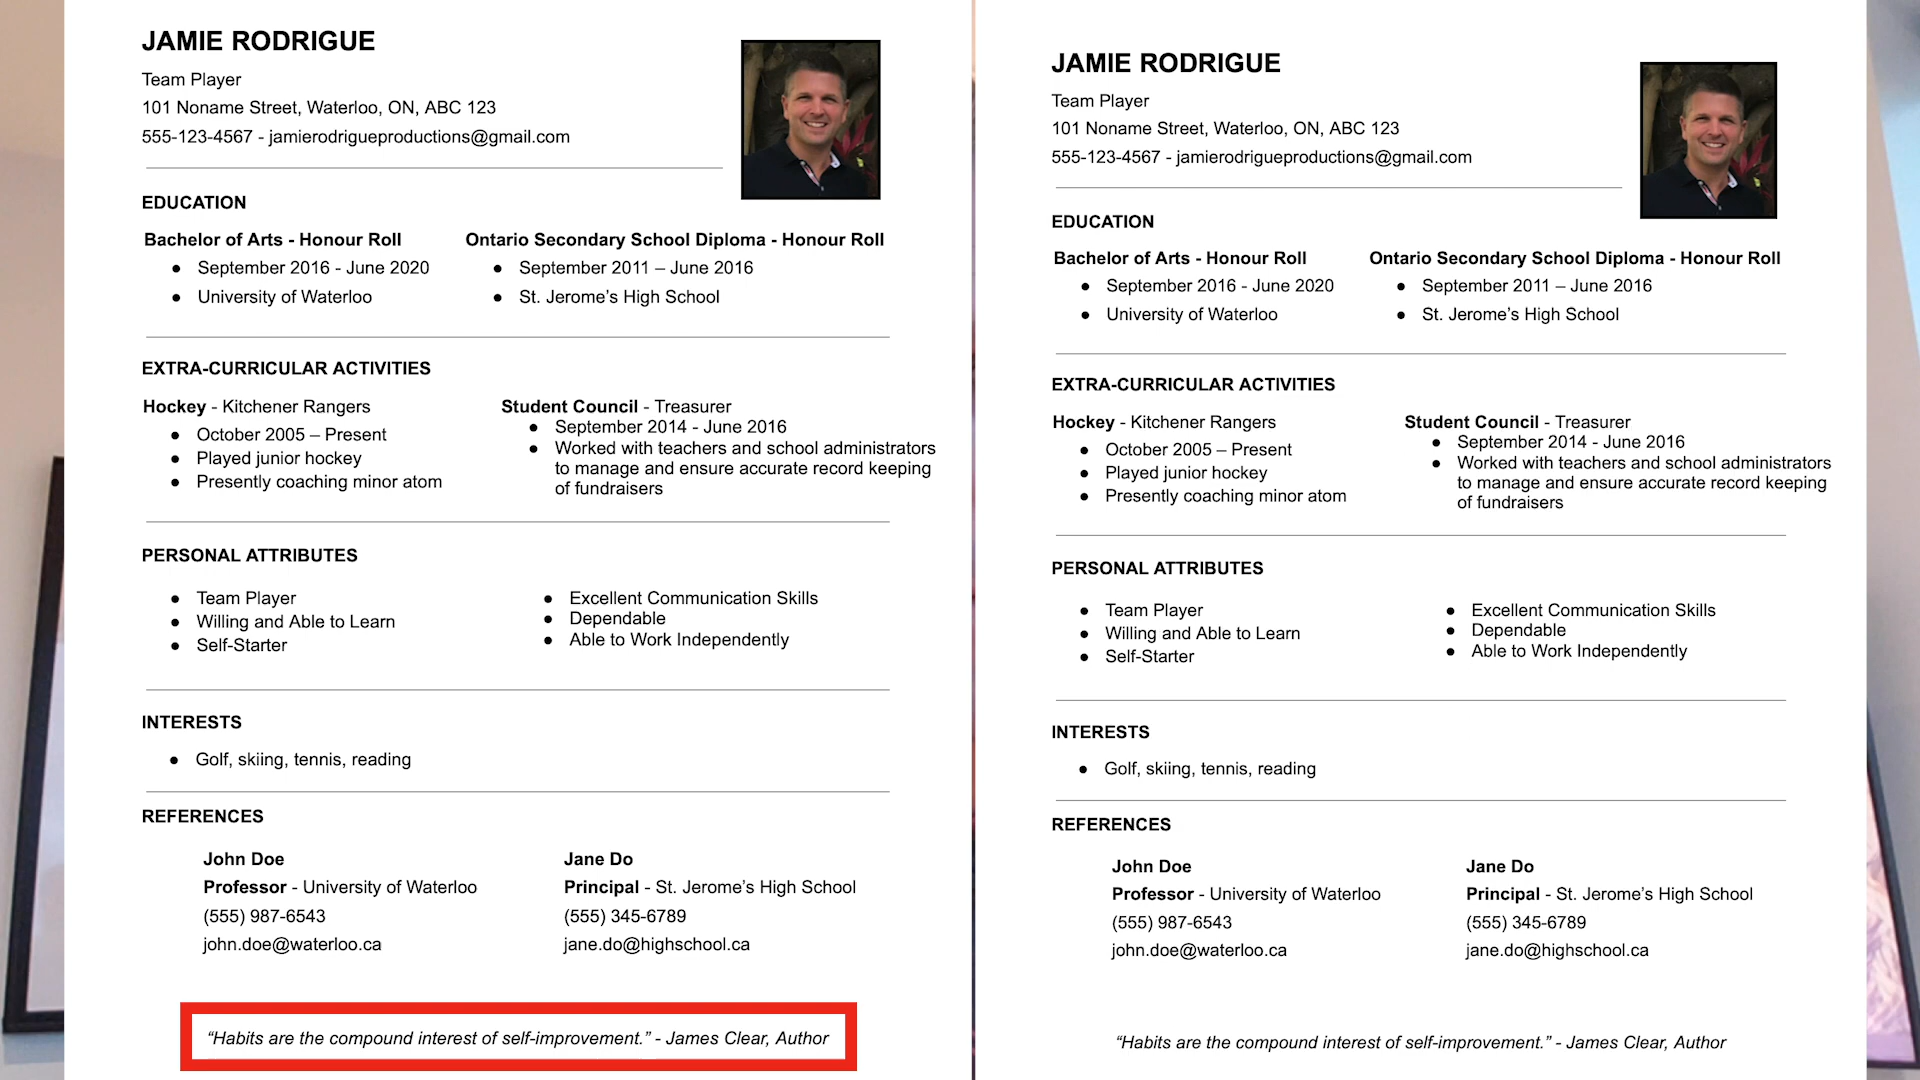 JAMIE RODRIGUE
Team Player
101 Noname Street, Waterloo, ON, ABC 123
555-123-4567 - jamierodrigueproductions@gmail.com
EDUCATION
Bachelor of Arts - Honour Roll
● September 2016 - June 2020
● University of Waterloo
Ontario Secondary School Diploma - Honour Roll
● September 2011 – June 2016
● St. Jerome’s High School
EXTRA-CURRICULAR ACTIVITIES
Hockey - Kitchener Rangers
● October 2005 – Present
● Played junior hockey
● Presently coaching minor atom
Student Council - Treasurer
● September 2014 - June 2016
● Worked with teachers and school administrators
to manage and ensure accurate record keeping
of fundraisers
PERSONAL ATTRIBUTES
● Team Player
● Willing and Able to Learn
● Self-Starter
● Excellent Communication Skills
● Dependable
● Able to Work Independently
INTERESTS
● Golf, skiing, tennis, reading
REFERENCES
John Doe
Professor - University of Waterloo
(555) 987-6543
john.doe@waterloo.ca
Jane Do
Principal - St. Jerome’s High School
(555) 345-6789
jane.do@highschool.ca
“Habits are the compound interest of self-improvement.” - James Clear, Author
JAMIE RODRIGUE
Team Player
101 Noname Street, Waterloo, ON, ABC 123
555-123-4567 - jamierodrigueproductions@gmail.com
EDUCATION
Bachelor of Arts - Honour Roll
● September 2016 - June 2020
● University of Waterloo
Ontario Secondary School Diploma - Honour Roll
● September 2011 – June 2016
● St. Jerome’s High School
EXTRA-CURRICULAR ACTIVITIES
Hockey - Kitchener Rangers
● October 2005 – Present
● Played junior hockey
● Presently coaching minor atom
Student Council - Treasurer
● September 2014 - June 2016
● Worked with teachers and school administrators
to manage and ensure accurate record keeping
of fundraisers
PERSONAL ATTRIBUTES
● Team Player
● Willing and Able to Learn
● Self-Starter
● Excellent Communication Skills
● Dependable
● Able to Work Independently
INTERESTS
● Golf, skiing, tennis, reading
REFERENCES
John Doe
Professor - University of Waterloo
(555) 987-6543
john.doe@waterloo.ca
Jane Do
Principal - St. Jerome’s High School
(555) 345-6789
jane.do@highschool.ca
“Habits are the compound interest of self-improvement.” - James Clear, Author